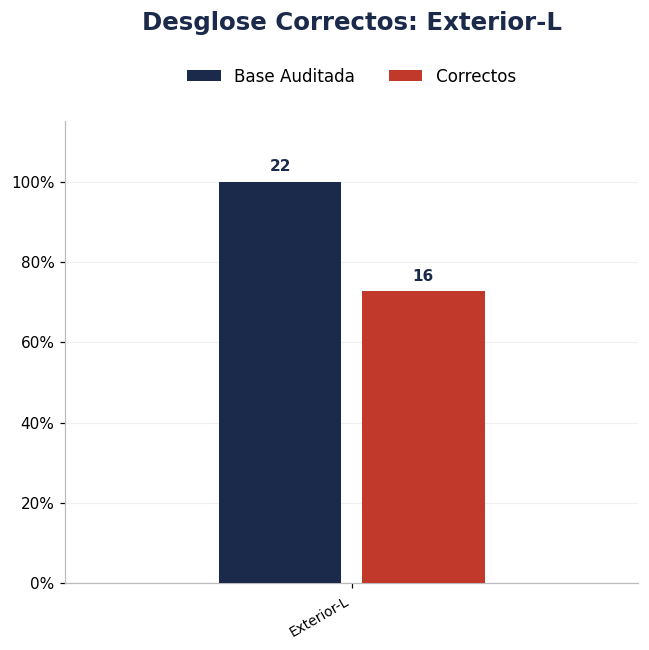 Desglose Correctos: Exterior-L
Base Auditada Correctos
22
100%
16
80%
60%
40%
20%
0%
Exterior-L